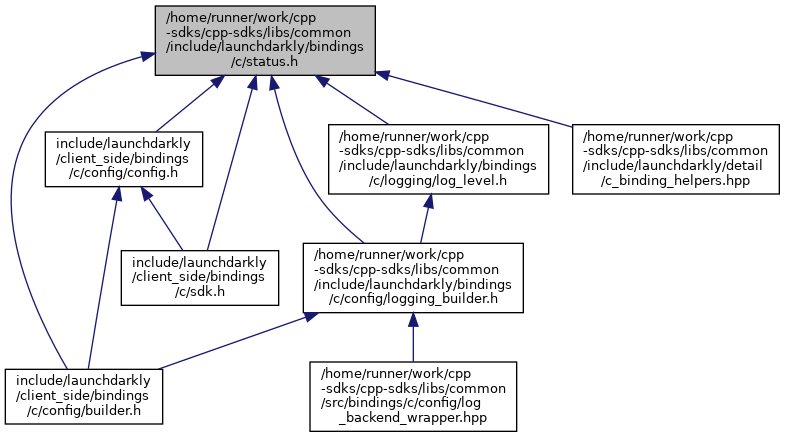 /home/runner/work/cpp
-sdks/cpp-sdks/libs/common
/include/launchdarkly/bindings
/c/status.h
include/launchdarkly
/client_side/bindings
/c/config/config.h
/home/runner/work/cpp
-sdks/cpp-sdks/libs/common
/include/launchdarkly/bindings
/c/logging/log_level.h
/home/runner/work/cpp
-sdks/cpp-sdks/libs/common
/include/launchdarkly/detail
/c_binding_helpers.hpp
include/launchdarkly
/client_side/bindings
/c/sdk.h
/home/runner/work/cpp
-sdks/cpp-sdks/libs/common
/include/launchdarkly/bindings
/c/config/logging_builder.h
include/launchdarkly
/client_side/bindings
/c/config/builder.h
/home/runner/work/cpp
-sdks/cpp-sdks/libs/common
/src/bindings/c/config/log
_backend_wrapper.hpp